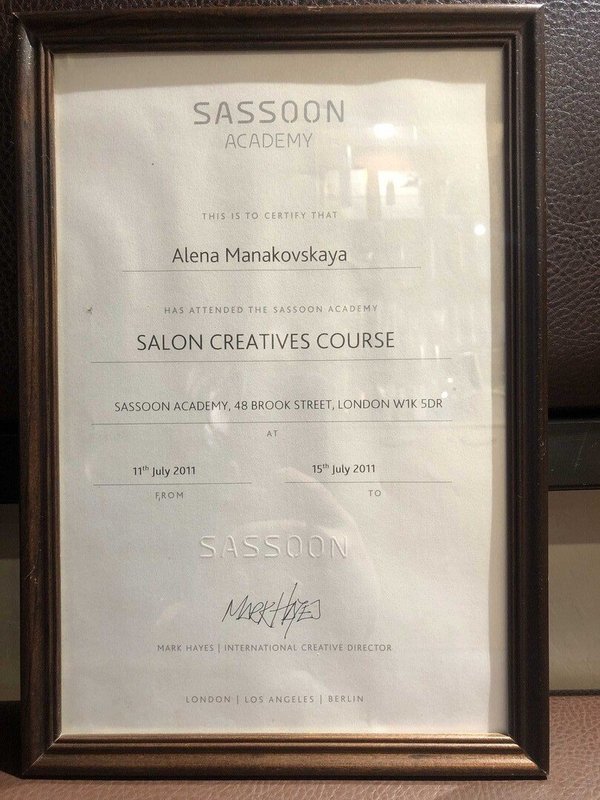 SASSOON
ACADEMY
THIS IS TO CERTIFY THAT
Alena Manakovskaya
HAS ATTENDED THE SASSOON ACADEMY
SALON CREATIVES COURSE
SASSOON ACADEMY, 48 BROOK STREET, LONDON W1K 5DR
AT
11th July 2011 15th July 2011
FROM TO
SASSOON
MARK HAYES
MARK HAYES | INTERNATIONAL CREATIVE DIRECTOR
LONDON | LOS ANGELES | BERLIN